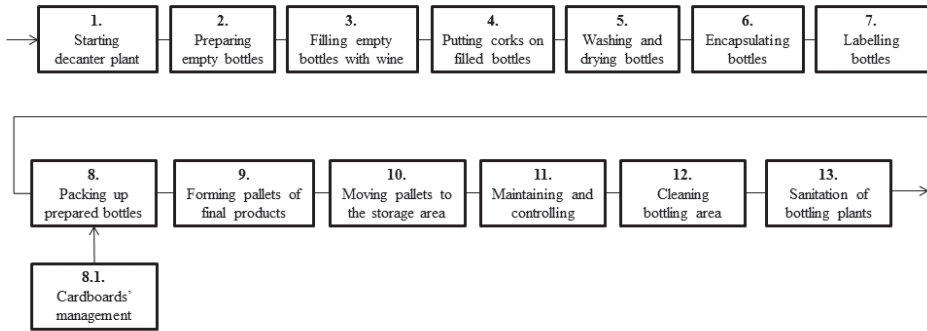 1.
Starting
decanter plant
2.
Preparing
empty bottles
3.
Filling empty
bottles with wine
4.
Putting corks on
filled bottles
5.
Washing and
drying bottles
6.
Encapsulating
bottles
7.
Labelling
bottles
8.
Packing up
prepared bottles
9.
Forming pallets of
final products
10.
Moving pallets to
the storage area
11.
Maintaining and
controlling
12.
Cleaning
bottling area
13.
Sanitation of
bottling plants
8.1.
Cardboards’
management